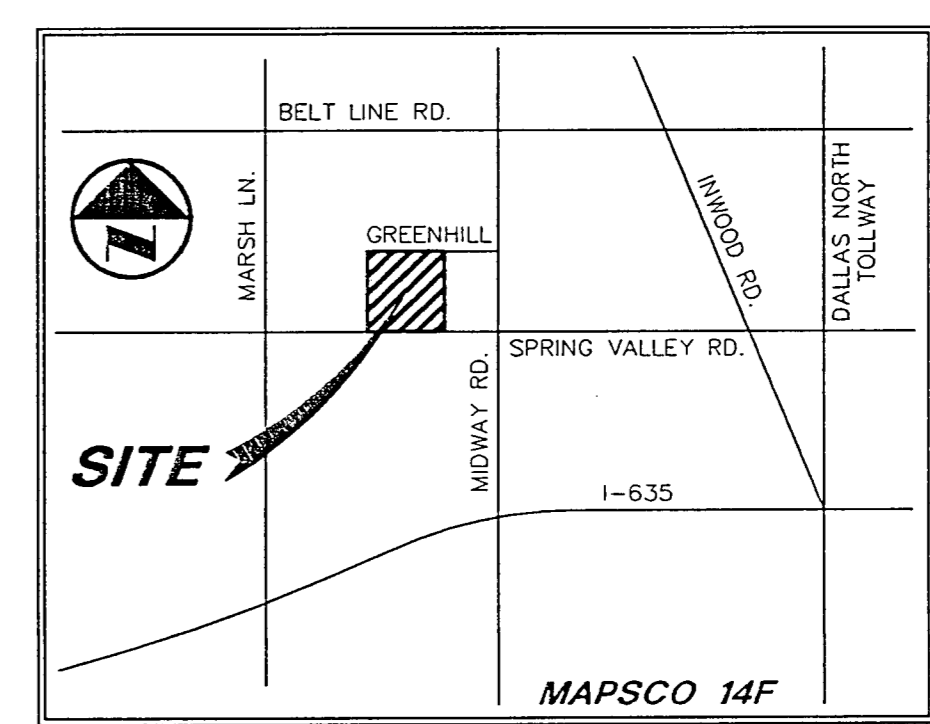 BELT LINE RD.
MARSH LN.
GREENHILL
INWOOD RD.
DALLAS NORTH
TOLLWAY
SPRING VALLEY RD.
MIDWAY RD.
SITE
I-635
MAPSCO 14F